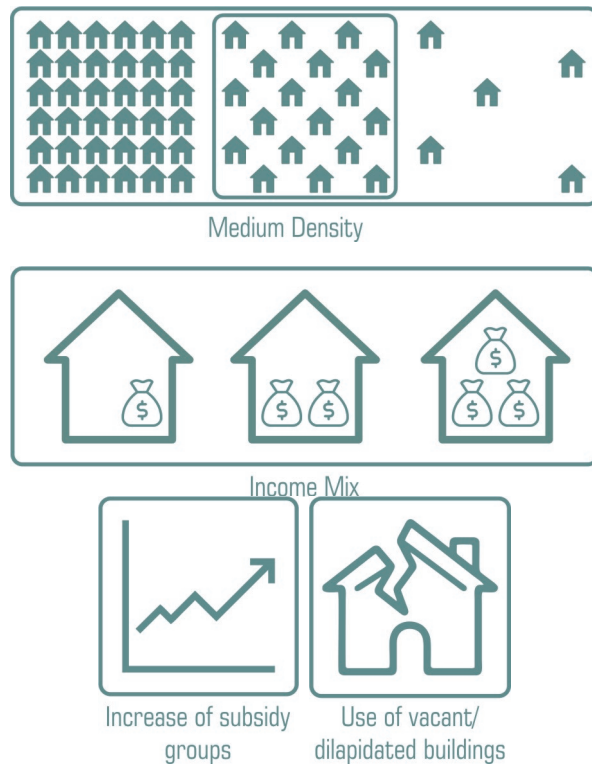 Medium Density
$
$ $
$
$ $
Income Mix
Increase of subsidy
groups
Use of vacant/
dilapidated buildings